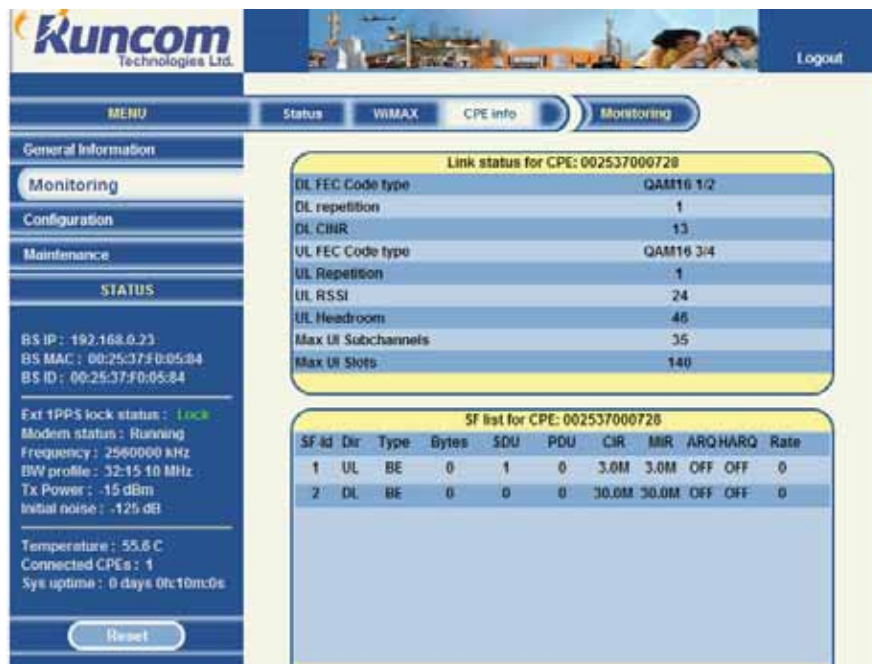 Runcom
Technologies Ltd.
Logout
MENU
Status WiMAX CPE info Monitoring
General Information
Monitoring
Configuration
Maintenance
STATUS
BS IP : 192.168.0.23
BS MAC : 00:25:37:F0:05:84
BS ID : 00:25:37:F0:05:84
Ext 1PPS lock status : Lock
Modem status : Running
Frequency : 2560000 kHz
BW profile : 32:15 10 MHz
Tx Power : -15 dBm
Initial noise : -125 dB
Temperature : 55.6 C
Connected CPEs : 1
Sys uptime : 0 days 0h:10m:0s
Reset
Link status for CPE: 002537000728
DL FEC Code type QAM16 1/2
DL repetition 1
DL CINR 13
UL FEC Code type QAM16 3/4
UL Repetition 1
UL RSSI 24
UL Headroom 46
Max Ul Subchannels 35
Max Ul Slots 140
SF list for CPE: 002537000728
SF-Id Dir Type Bytes SDU PDU CIR MIR ARQ HARQ Rate
1 UL BE 0 1 0 3.0M 3.0M OFF OFF 0
2 DL BE 0 0 0 30.0M 30.0M OFF OFF 0